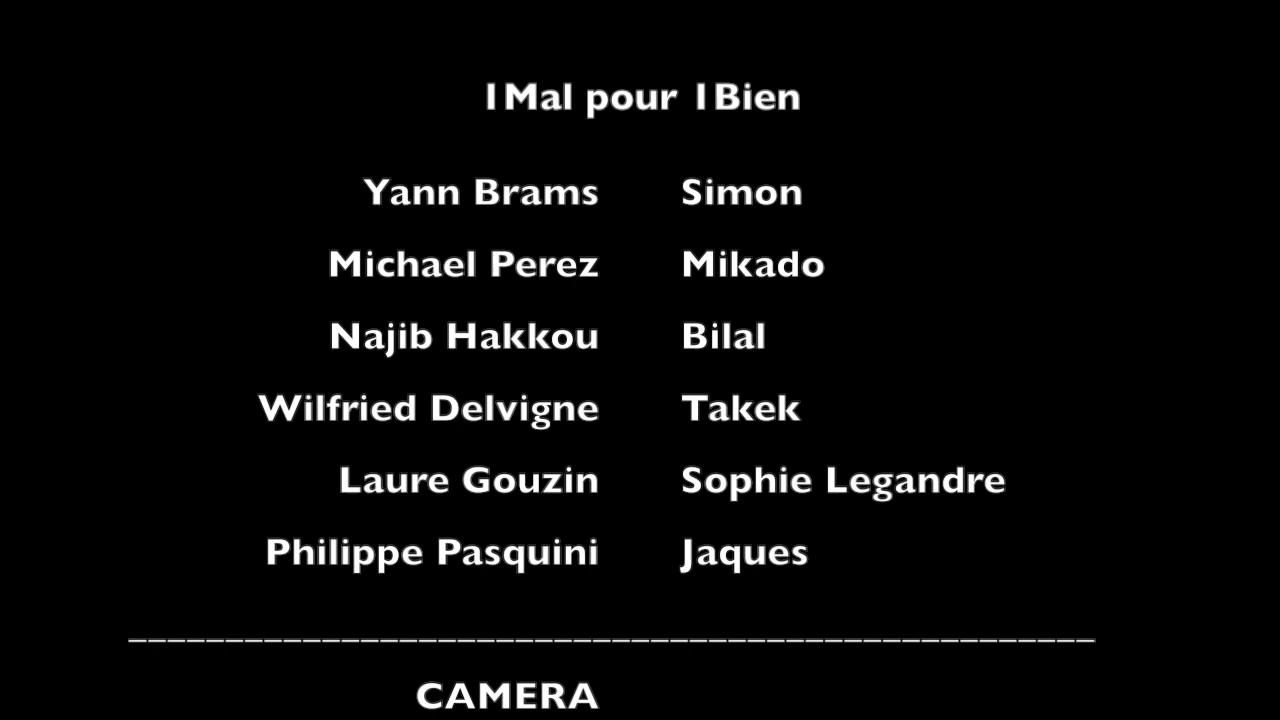 1Mal pour 1Bien
Yann Brams Simon
Michael Perez Mikado
Najib Hakkou Bilal
Wilfried Delvigne Takek
Laure Gouzin Sophie Legandre
Philippe Pasquini Jaques
CAMERA